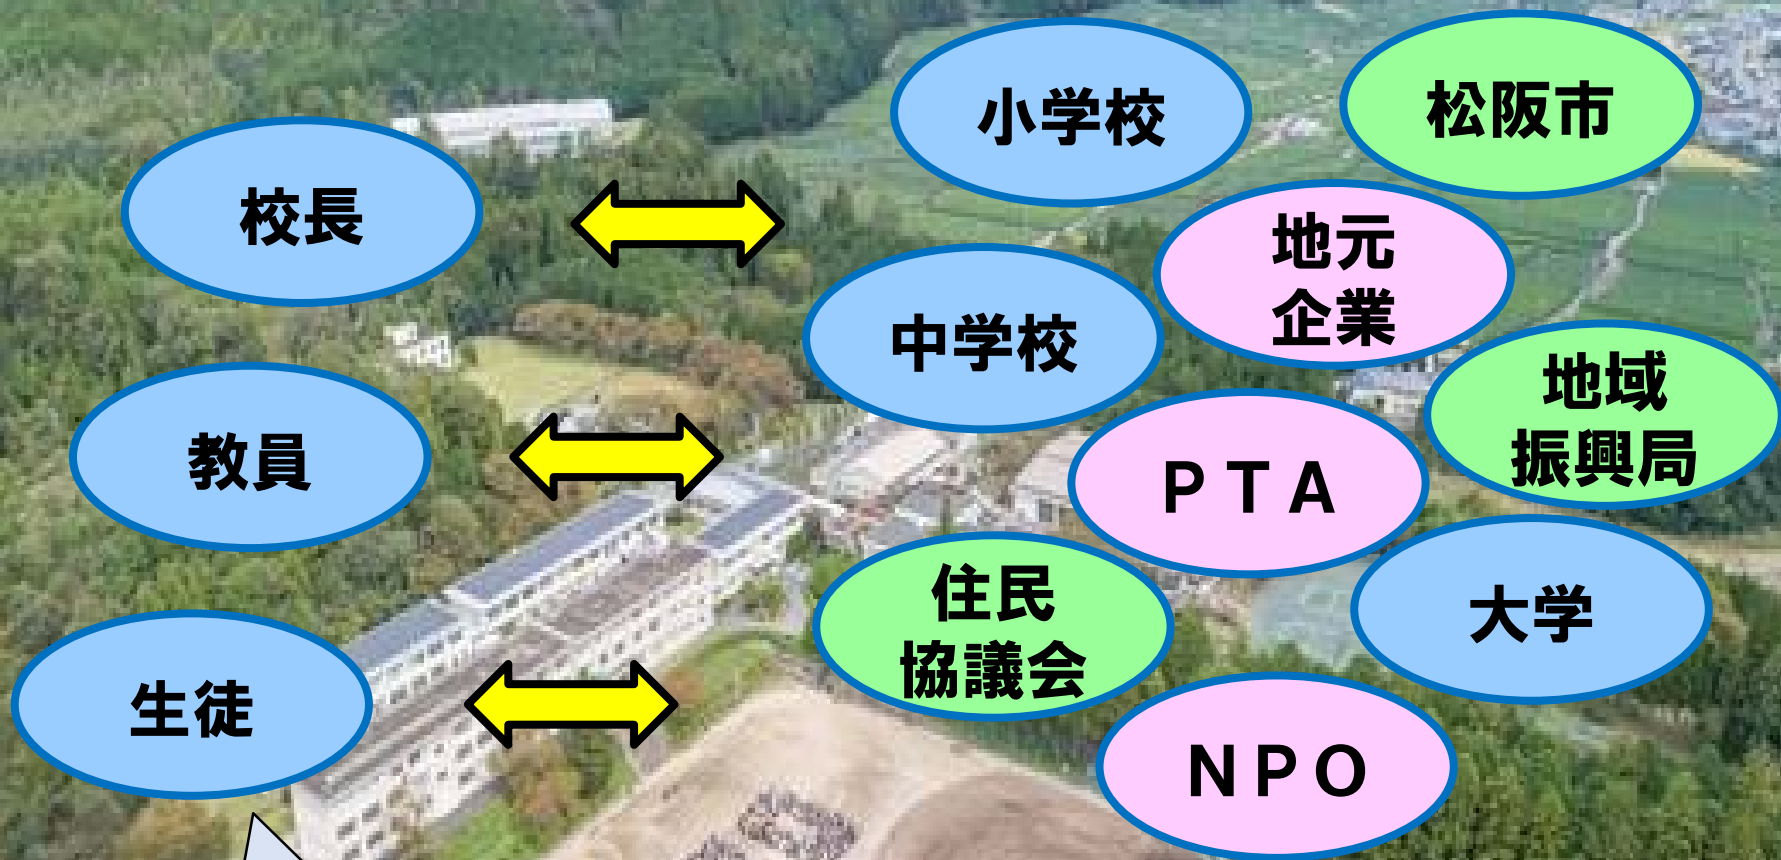 校長
教員
生徒
小学校
松阪市
地元
企業
中学校
地域
振興局
ＰＴＡ
住民
協議会
大学
ＮＰＯ